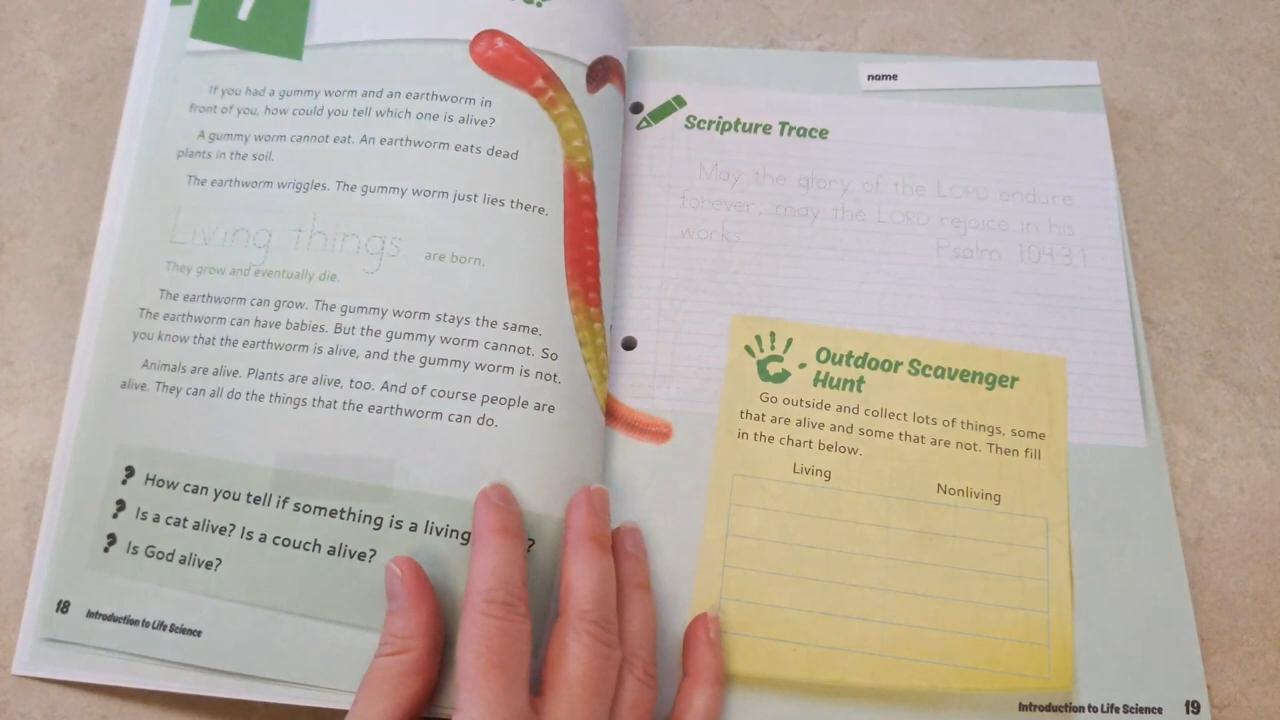 If you had a gummy worm and an earthworm in
front of you, how could you tell which one is alive?
A gummy worm cannot eat. An earthworm eats dead
plants in the soil.
The earthworm wriggles. The gummy worm just lies there.
Living things are born.
They grow and eventually die.
The earthworm can grow. The gummy worm stays the same.
The earthworm can have babies. But the gummy worm cannot. So
you know that the earthworm is alive, and the gummy worm is not.
Animals are alive. Plants are alive, too. And of course people are
alive. They can all do the things that the earthworm can do.
? How can you tell if something is a living ?
? Is a cat alive? Is a couch alive?
? Is God alive?
18 Introduction to Life Science
name
Scripture Trace
May the glory of the LORD endure
forever; may the LORD rejoice in his
works
Psalm 104:31
Outdoor Scavenger
Hunt
Go outside and collect lots of things, some
that are alive and some that are not. Then fill
in the chart below.
Living Nonliving
Introduction to Life Science 19